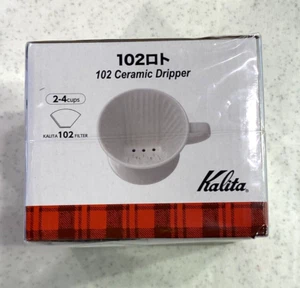 102ロト
102 Ceramic Dripper
2-4cups
KALITA 102 FILTER
Kalita